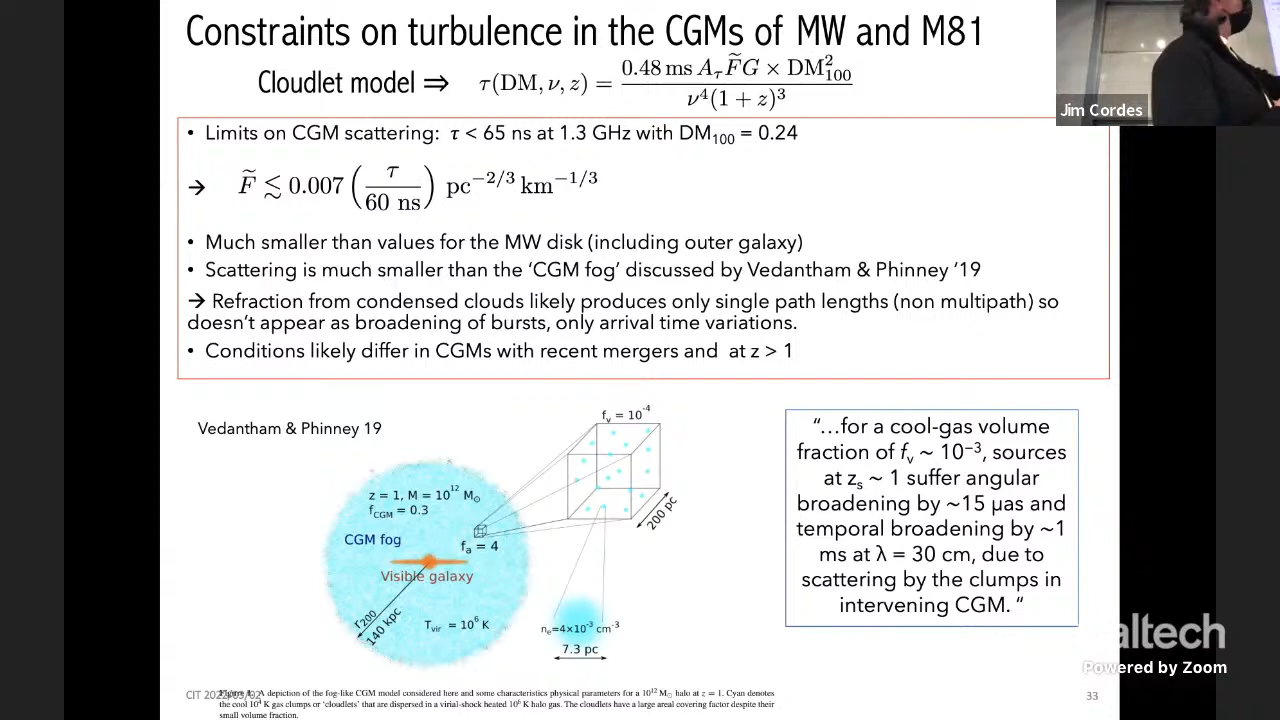 Constraints on turbulence in the CGMs of MW and M81
Cloudlet model ⇒ τ(DM, ν, z) = 0.48 ms A_τ F̃ G × DM²₁₀₀ / ν⁴(1 + z)³
Jim Cordes
• Limits on CGM scattering: τ < 65 ns at 1.3 GHz with DM₁₀₀ = 0.24
→ F̃ ≲ 0.007 (τ / 60 ns) pc^{−2/3} km^{−1/3}
• Much smaller than values for the MW disk (including outer galaxy)
• Scattering is much smaller than the ‘CGM fog’ discussed by Vedantham & Phinney ’19
→ Refraction from condensed clouds likely produces only single path lengths (non multipath) so
doesn’t appear as broadening of bursts, only arrival time variations.
• Conditions likely differ in CGMs with recent mergers and at z > 1
Vedantham & Phinney 19
f_v = 10⁻⁴
200 pc
z = 1, M = 10¹² M⊙
f_CGM = 0.3
CGM fog
f_a = 4
Visible galaxy
r₂₀₀
140 kpc
T_vir = 10⁶ K
n_e=4×10⁻³ cm⁻³
7.3 pc
“…for a cool-gas volume
fraction of f_v ~ 10⁻³, sources
at z_s ~ 1 suffer angular
broadening by ~15 μas and
temporal broadening by ~1
ms at λ = 30 cm, due to
scattering by the clumps in
intervening CGM. “
altech
Powered by Zoom
CIT 2022/03/02
A depiction of the fog-like CGM model considered here and some characteristics physical parameters for a 10¹² M⊙ halo at z = 1. Cyan denotes
the cool 10⁴ K gas clumps or ‘cloudlets’ that are dispersed in a virial-shock heated 10⁶ K halo gas. The cloudlets have a large areal covering factor despite their
small volume fraction.
33